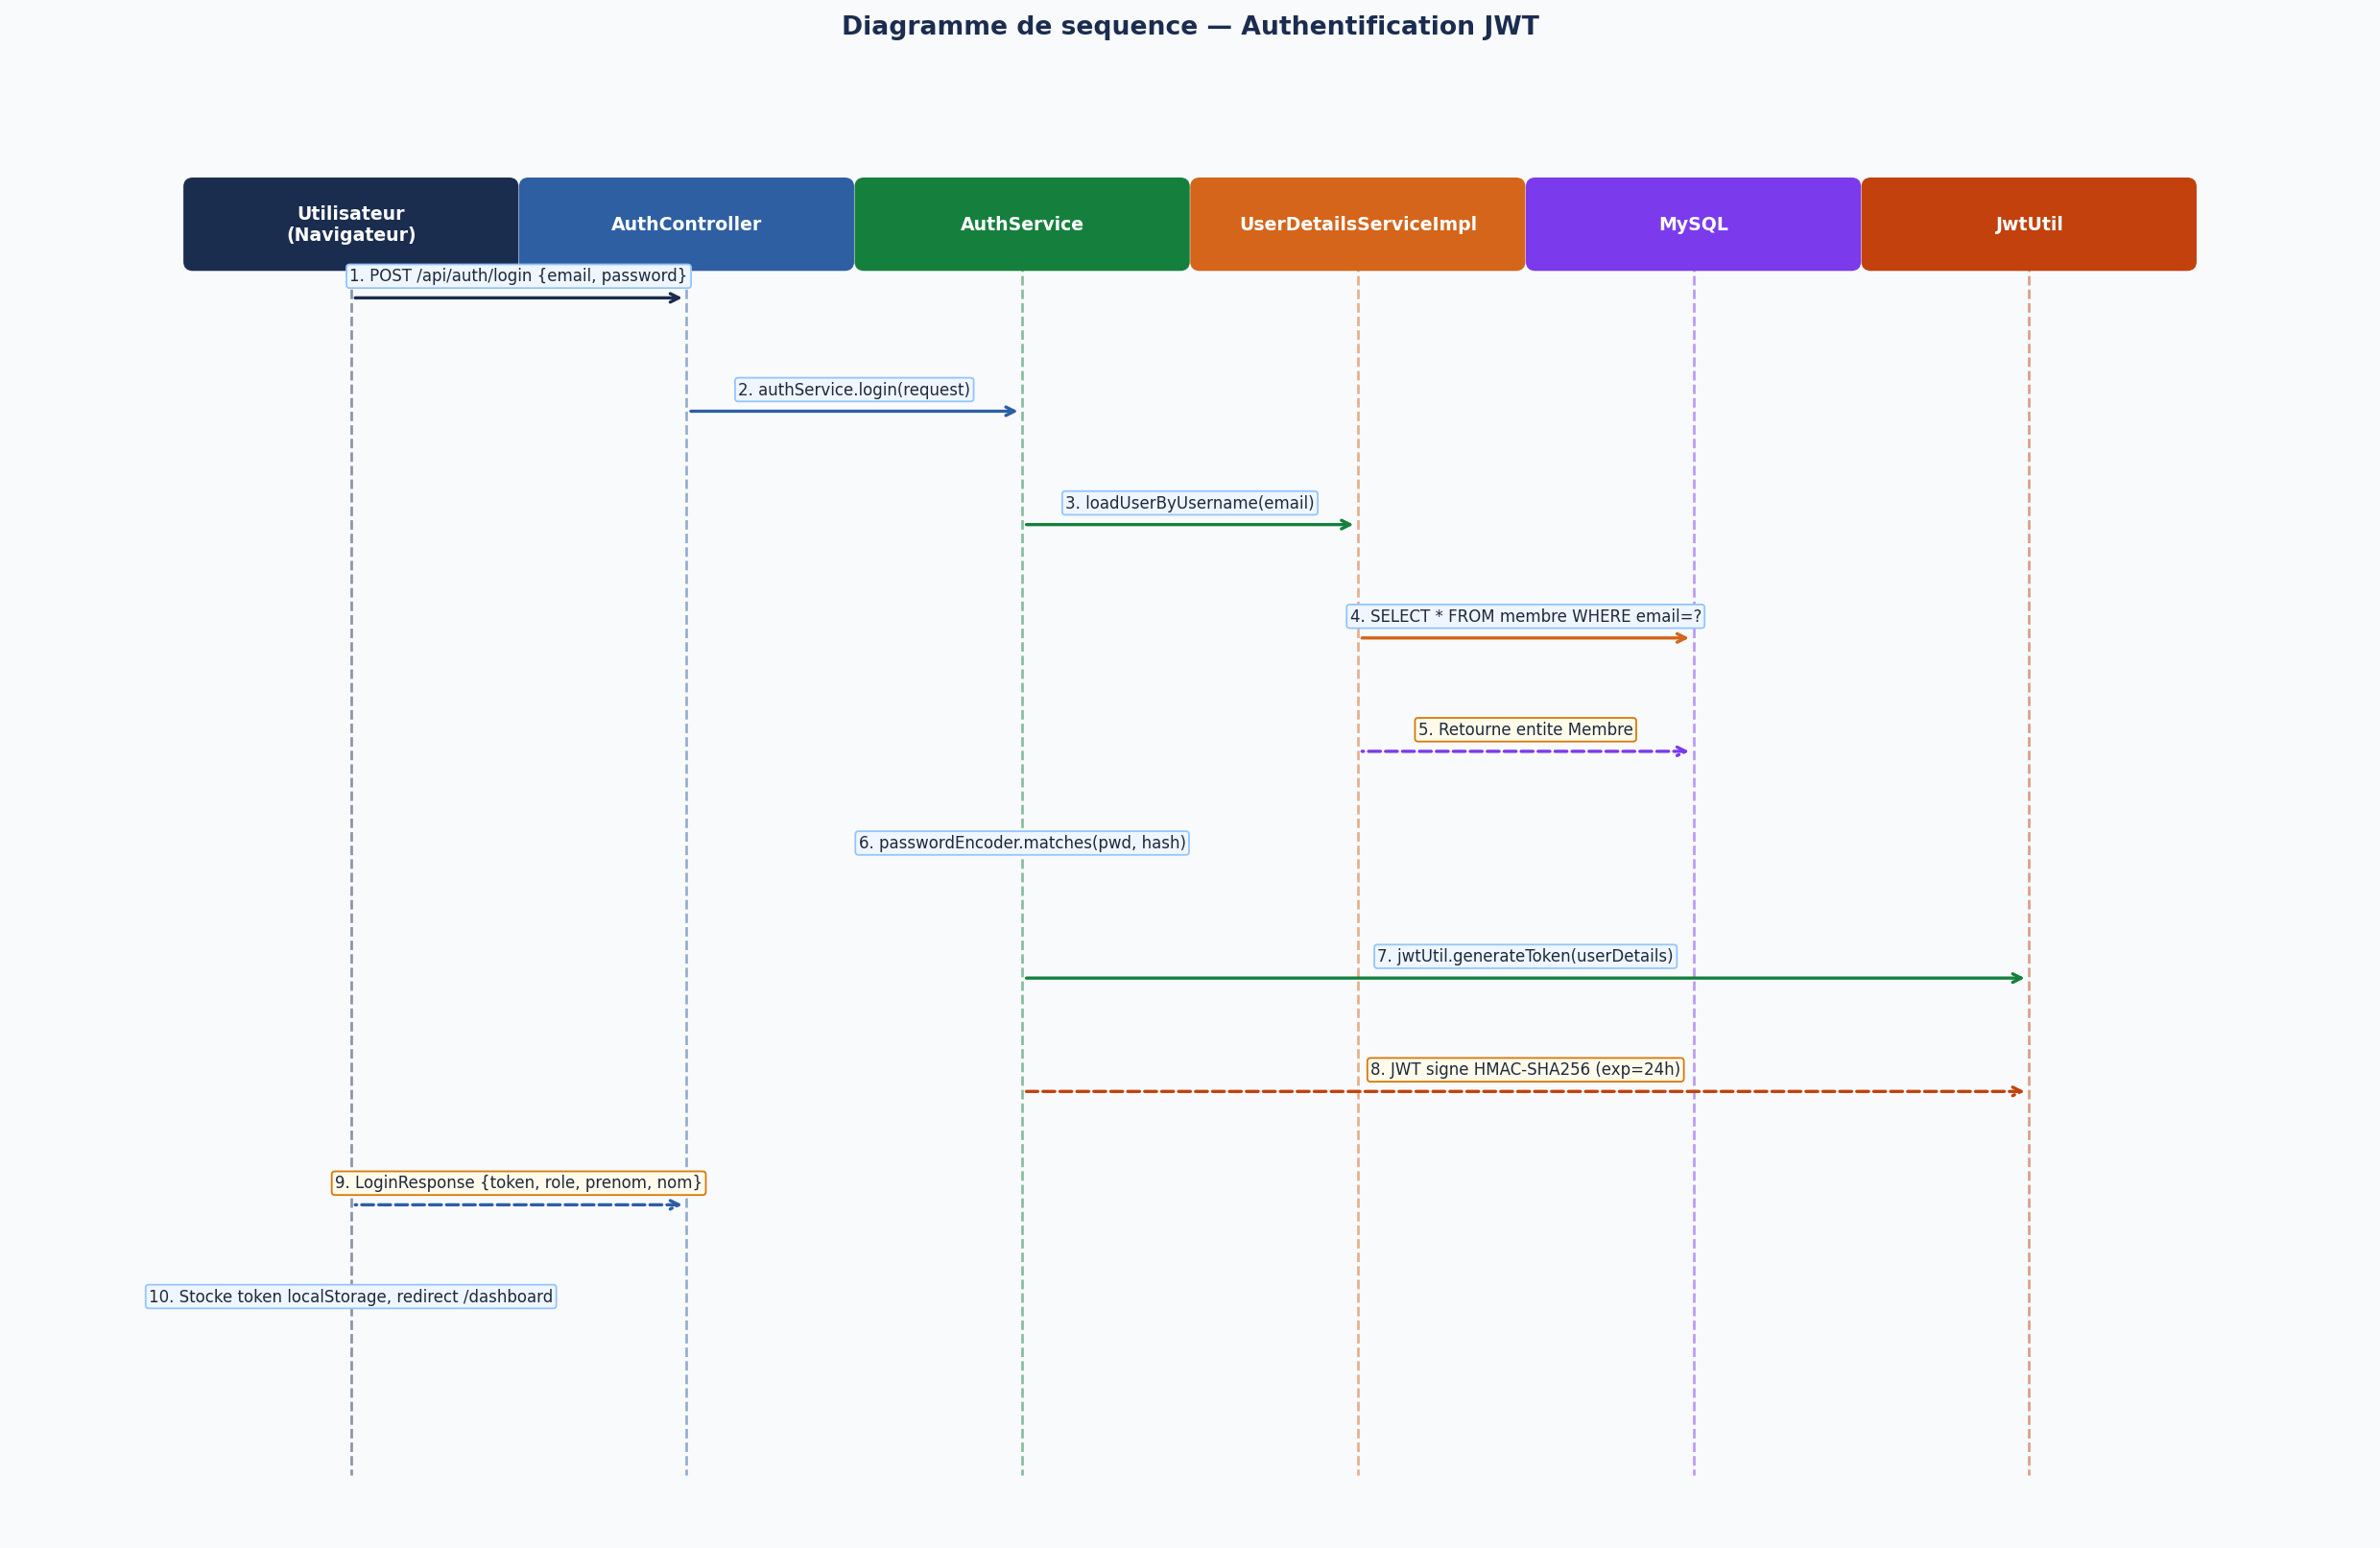 Diagramme de sequence — Authentification JWT
Utilisateur
(Navigateur)
AuthController
AuthService
UserDetailsServiceImpl
MySQL
JwtUtil
1. POST /api/auth/login {email, password}
2. authService.login(request)
3. loadUserByUsername(email)
4. SELECT * FROM membre WHERE email=?
5. Retourne entite Membre
6. passwordEncoder.matches(pwd, hash)
7. jwtUtil.generateToken(userDetails)
8. JWT signe HMAC-SHA256 (exp=24h)
9. LoginResponse {token, role, prenom, nom}
10. Stocke token localStorage, redirect /dashboard